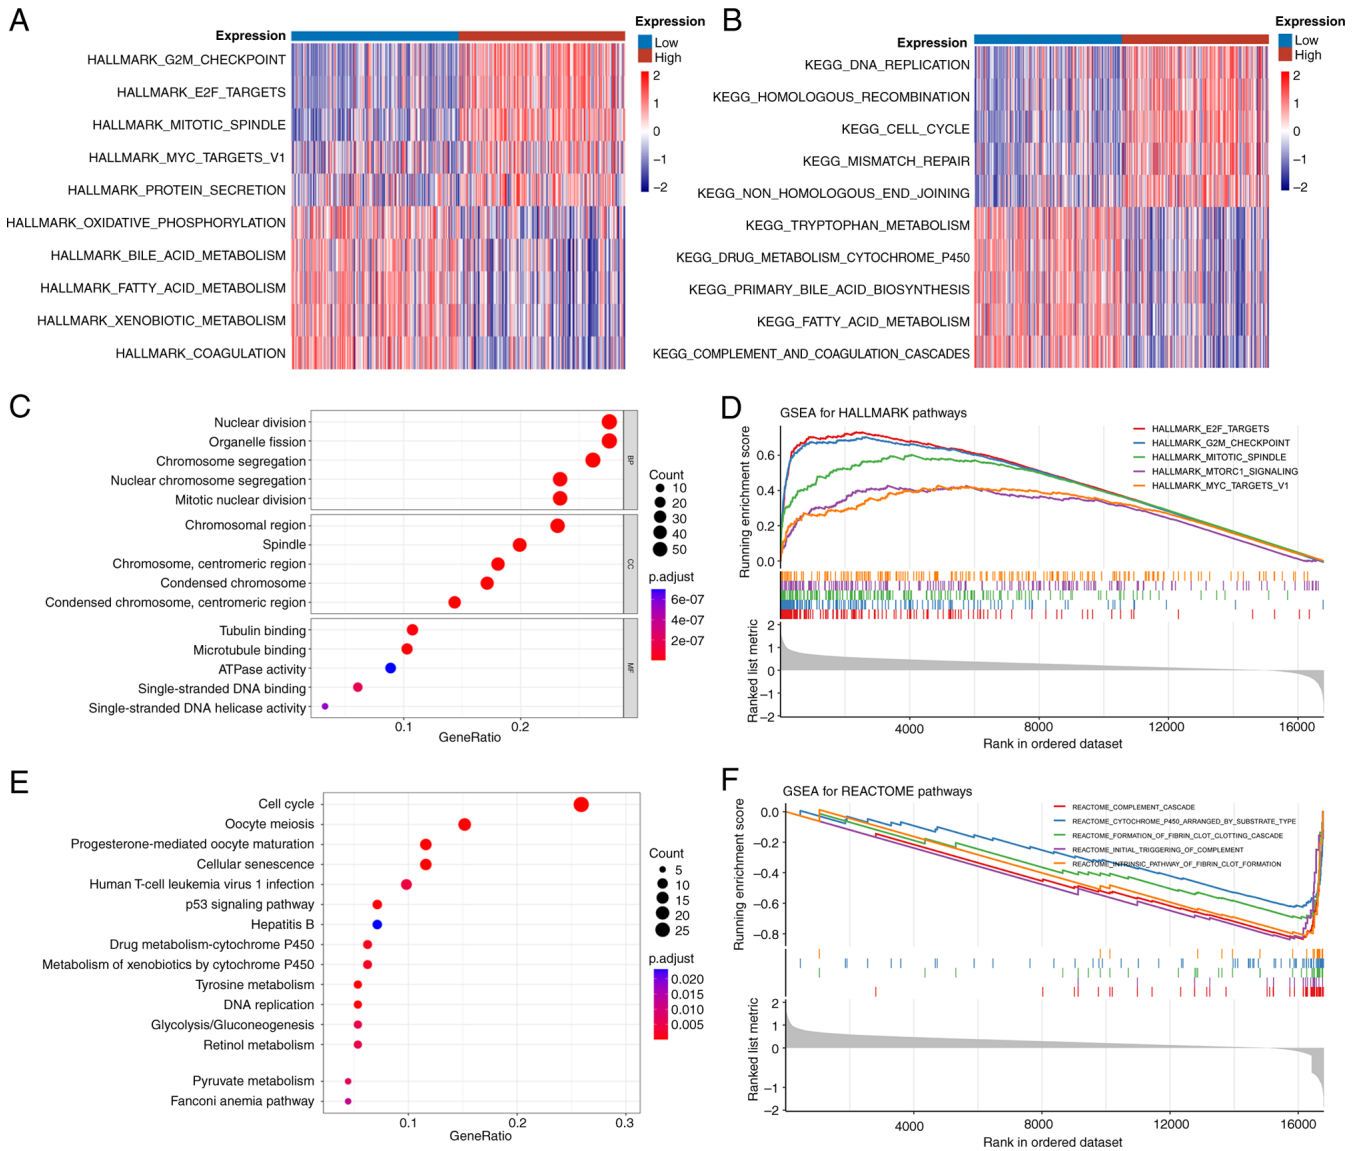 A
Expression
Expression
Low
High
HALLMARK_G2M_CHECKPOINT
HALLMARK_E2F_TARGETS
HALLMARK_MITOTIC_SPINDLE
HALLMARK_MYC_TARGETS_V1
HALLMARK_PROTEIN_SECRETION
HALLMARK_OXIDATIVE_PHOSPHORYLATION
HALLMARK_BILE_ACID_METABOLISM
HALLMARK_FATTY_ACID_METABOLISM
HALLMARK_XENOBIOTIC_METABOLISM
HALLMARK_COAGULATION
2
1
0
−1
−2
B
Expression
Expression
Low
High
KEGG_DNA_REPLICATION
KEGG_HOMOLOGOUS_RECOMBINATION
KEGG_CELL_CYCLE
KEGG_MISMATCH_REPAIR
KEGG_NON_HOMOLOGOUS_END_JOINING
KEGG_TRYPTOPHAN_METABOLISM
KEGG_DRUG_METABOLISM_CYTOCHROME_P450
KEGG_PRIMARY_BILE_ACID_BIOSYNTHESIS
KEGG_FATTY_ACID_METABOLISM
KEGG_COMPLEMENT_AND_COAGULATION_CASCADES
2
1
0
−1
−2
C
Nuclear division
Organelle fission
Chromosome segregation
Nuclear chromosome segregation
Mitotic nuclear division
BP
Chromosomal region
Spindle
Chromosome, centromeric region
Condensed chromosome
Condensed chromosome, centromeric region
CC
Tubulin binding
Microtubule binding
ATPase activity
Single-stranded DNA binding
Single-stranded DNA helicase activity
MF
0.1 0.2
GeneRatio
Count
10
20
30
40
50
p.adjust
6e-07
4e-07
2e-07
D
GSEA for HALLMARK pathways
HALLMARK_E2F_TARGETS
HALLMARK_G2M_CHECKPOINT
HALLMARK_MITOTIC_SPINDLE
HALLMARK_MTORC1_SIGNALING
HALLMARK_MYC_TARGETS_V1
Running enrichment score
0.6
0.4
0.2
0.0
Ranked list metric
2
1
0
−1
−2
4000 8000 12000 16000
Rank in ordered dataset
E
Cell cycle
Oocyte meiosis
Progesterone-mediated oocyte maturation
Cellular senescence
Human T-cell leukemia virus 1 infection
p53 signaling pathway
Hepatitis B
Drug metabolism-cytochrome P450
Metabolism of xenobiotics by cytochrome P450
Tyrosine metabolism
DNA replication
Glycolysis/Gluconeogenesis
Retinol metabolism
Pyruvate metabolism
Fanconi anemia pathway
0.1 0.2 0.3
GeneRatio
Count
5
10
15
20
25
p.adjust
0.020
0.015
0.010
0.005
F
GSEA for REACTOME pathways
REACTOME_COMPLEMENT_CASCADE
REACTOME_CYTOCHROME_P450_ARRANGED_BY_SUBSTRATE_TYPE
REACTOME_FORMATION_OF_FIBRIN_CLOT_CLOTTING_CASCADE
REACTOME_INITIAL_TRIGGERING_OF_COMPLEMENT
REACTOME_INTRINSIC_PATHWAY_OF_FIBRIN_CLOT_FORMATION
Running enrichment score
0.0
−0.2
−0.4
−0.6
−0.8
Ranked list metric
2
1
0
−1
−2
4000 8000 12000 16000
Rank in ordered dataset